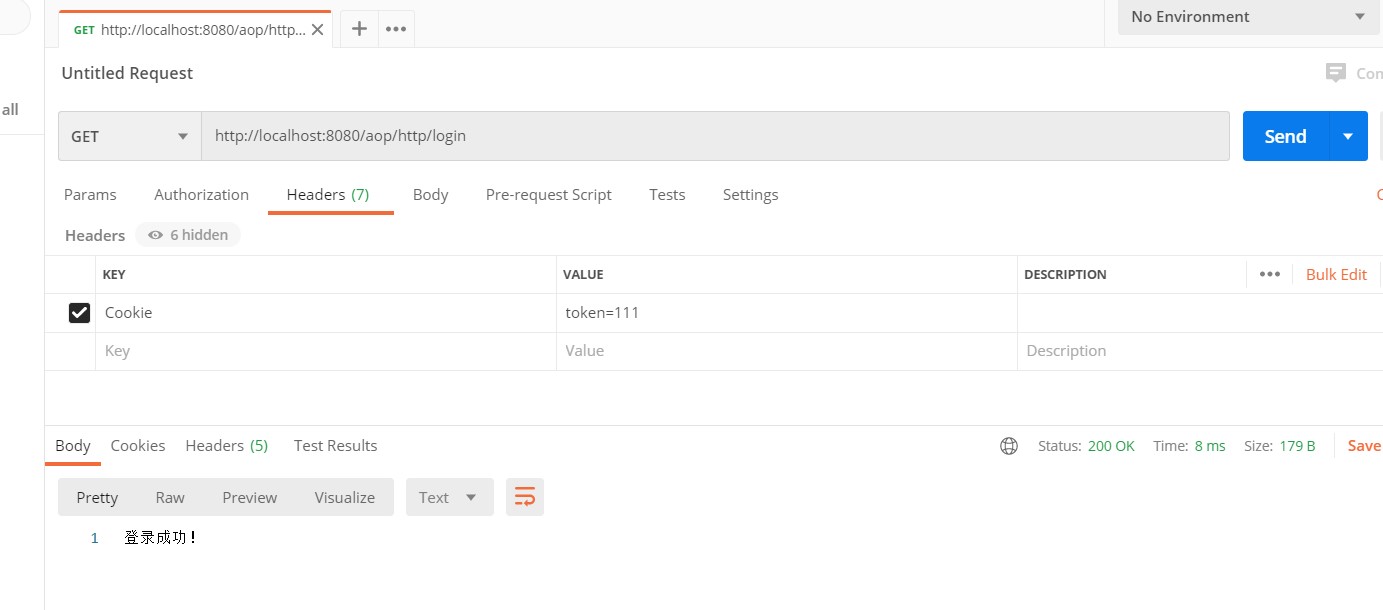 GET http://localhost:8080/aop/http... No Environment
Untitled Request Con
all
GET http://localhost:8080/aop/http/login Send
Params Authorization Headers (7) Body Pre-request Script Tests Settings
Headers 6 hidden
KEY VALUE DESCRIPTION Bulk Edit
Cookie token=111
Key Value Description
Body Cookies Headers (5) Test Results Status: 200 OK Time: 8 ms Size: 179 B Save
Pretty Raw Preview Visualize Text
1 登录成功！